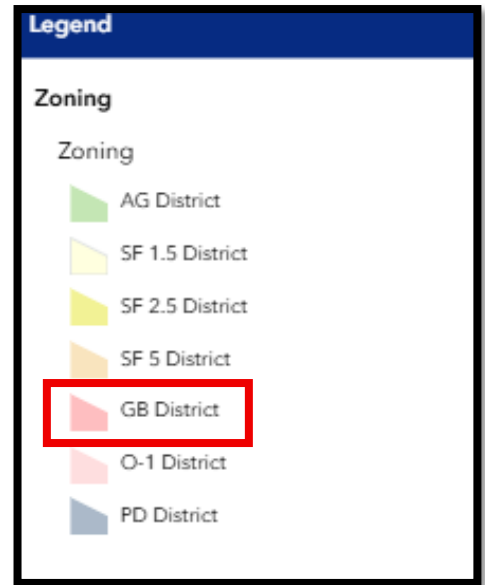 Legend
Zoning
Zoning
AG District
SF 1.5 District
SF 2.5 District
SF 5 District
GB District
O-1 District
PD District